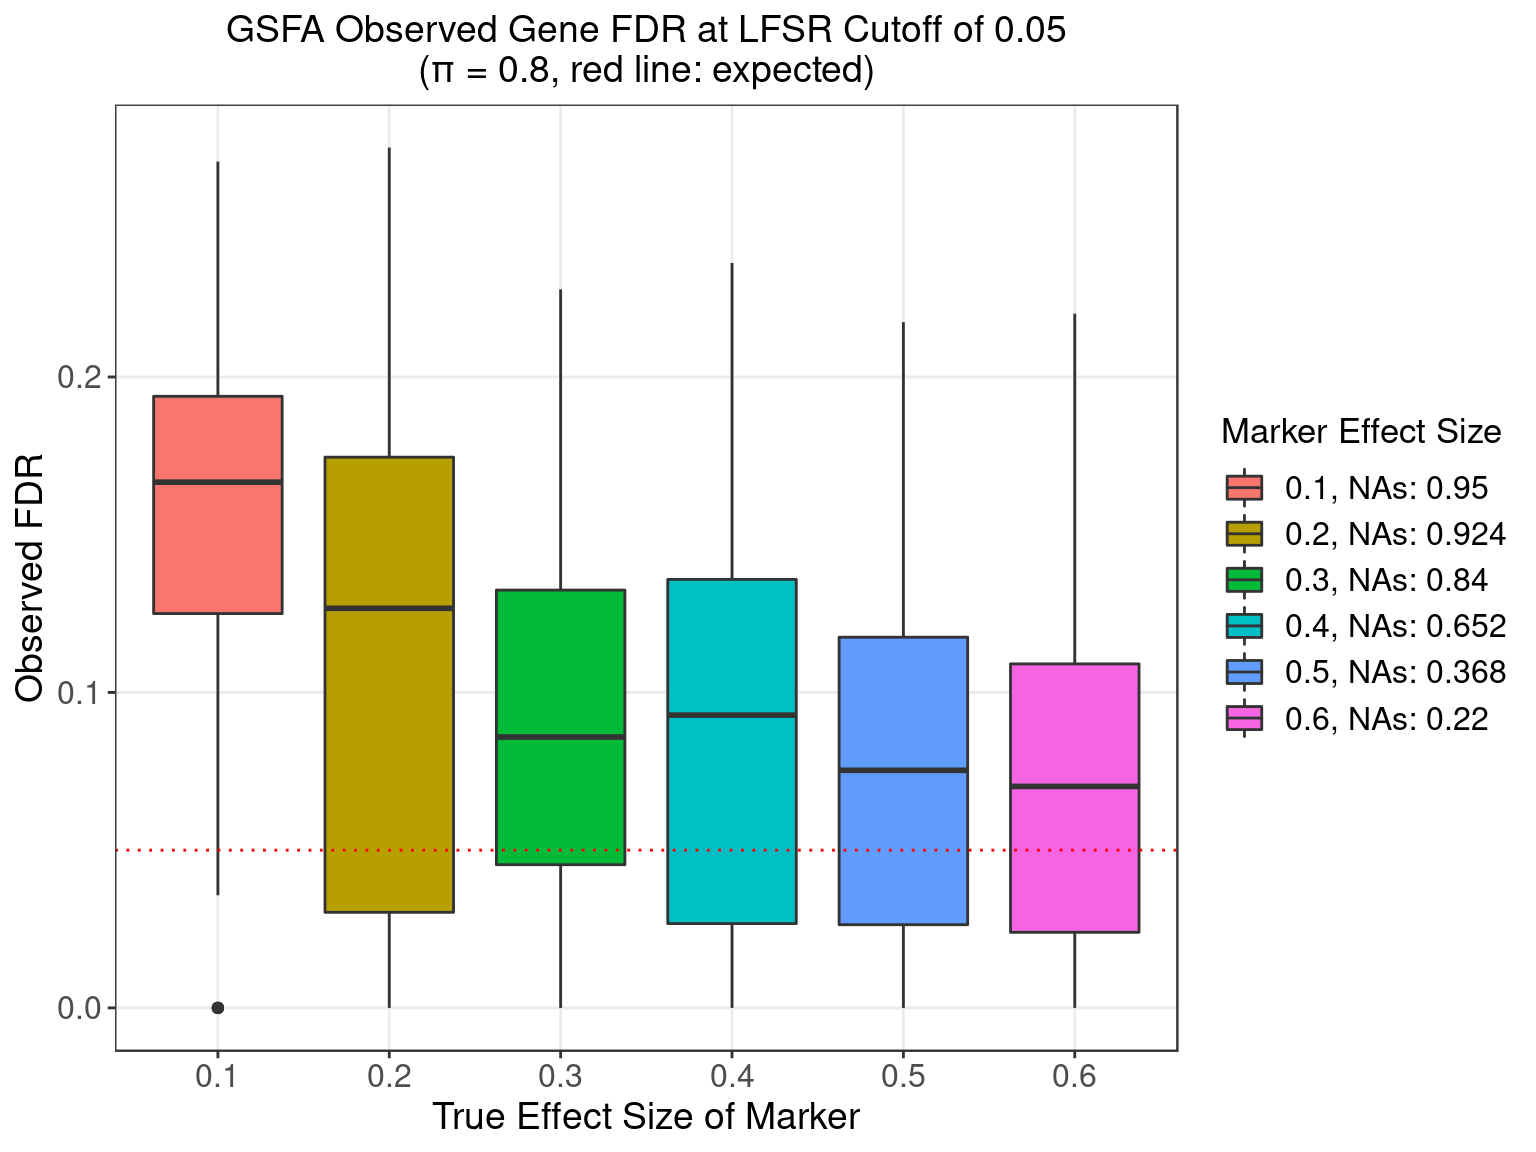 GSFA Observed Gene FDR at LFSR Cutoff of 0.05
(π = 0.8, red line: expected)
Observed FDR
0.2
0.1
0.0
0.1 0.2 0.3 0.4 0.5 0.6
True Effect Size of Marker
Marker Effect Size
0.1, NAs: 0.95
0.2, NAs: 0.924
0.3, NAs: 0.84
0.4, NAs: 0.652
0.5, NAs: 0.368
0.6, NAs: 0.22